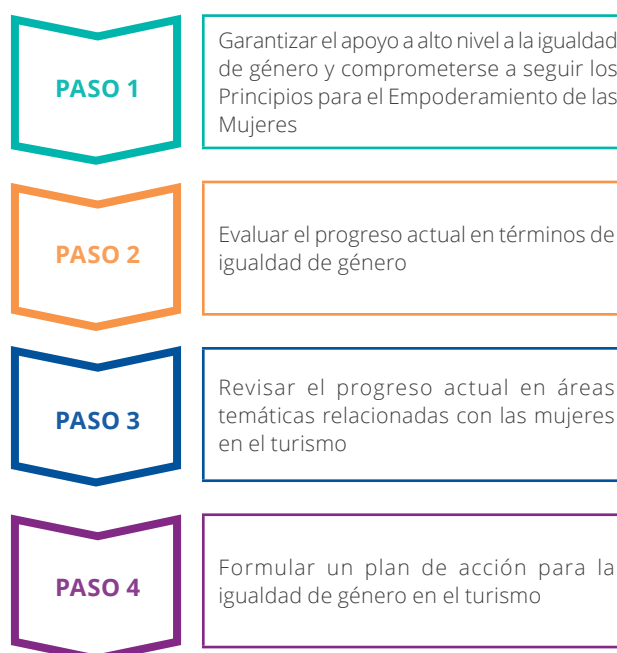 PASO 1
Garantizar el apoyo a alto nivel a la igualdad
de género y comprometerse a seguir los
Principios para el Empoderamiento de las
Mujeres
PASO 2
Evaluar el progreso actual en términos de
igualdad de género
PASO 3
Revisar el progreso actual en áreas
temáticas relacionadas con las mujeres
en el turismo
PASO 4
Formular un plan de acción para la
igualdad de género en el turismo